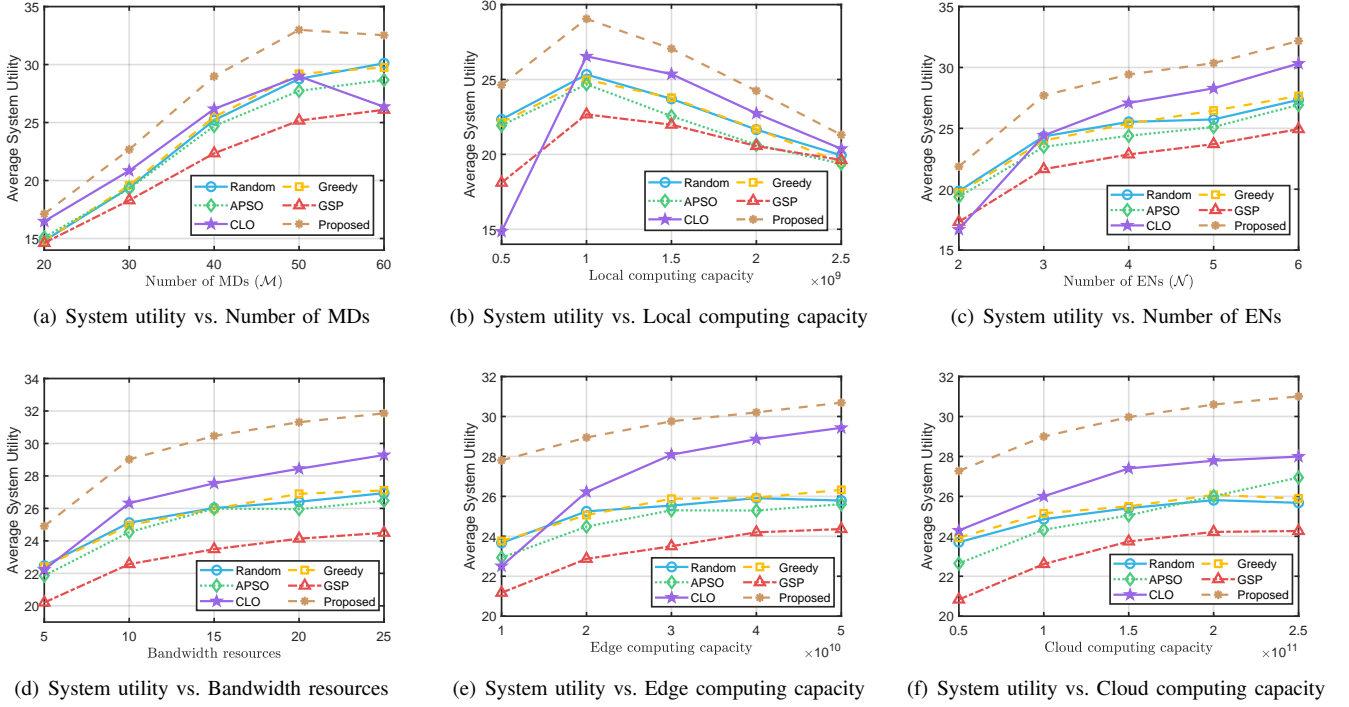 35
30
25
20
15
Average System Utility
20 30 40 50 60
Number of MDs (𝓜)
Random Greedy
APSO GSP
CLO Proposed
(a) System utility vs. Number of MDs
30
25
20
15
Average System Utility
0.5 1 1.5 2 2.5
Local computing capacity ×10⁹
Random Greedy
APSO GSP
CLO Proposed
(b) System utility vs. Local computing capacity
35
30
25
20
15
Average System Utility
2 3 4 5 6
Number of ENs (𝓝)
Random Greedy
APSO GSP
CLO Proposed
(c) System utility vs. Number of ENs
34
32
30
28
26
24
22
20
Average System Utility
5 10 15 20 25
Bandwidth resources
Random Greedy
APSO GSP
CLO Proposed
(d) System utility vs. Bandwidth resources
32
30
28
26
24
22
20
Average System Utility
1 2 3 4 5
Edge computing capacity ×10¹⁰
Random Greedy
APSO GSP
CLO Proposed
(e) System utility vs. Edge computing capacity
32
30
28
26
24
22
20
Average System Utility
0.5 1 1.5 2 2.5
Cloud computing capacity ×10¹¹
Random Greedy
APSO GSP
CLO Proposed
(f) System utility vs. Cloud computing capacity